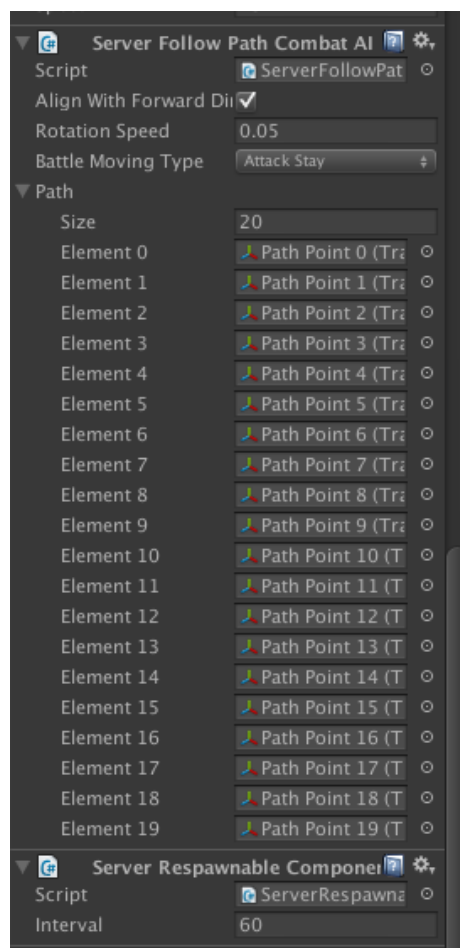 Server Follow Path Combat AI
Script ServerFollowPat
Align With Forward Di
Rotation Speed 0.05
Battle Moving Type Attack Stay
Path
Size 20
Element 0 Path Point 0 (Tra
Element 1 Path Point 1 (Tra
Element 2 Path Point 2 (Tra
Element 3 Path Point 3 (Tra
Element 4 Path Point 4 (Tra
Element 5 Path Point 5 (Tra
Element 6 Path Point 6 (Tra
Element 7 Path Point 7 (Tra
Element 8 Path Point 8 (Tra
Element 9 Path Point 9 (Tra
Element 10 Path Point 10 (T
Element 11 Path Point 11 (T
Element 12 Path Point 12 (T
Element 13 Path Point 13 (T
Element 14 Path Point 14 (T
Element 15 Path Point 15 (T
Element 16 Path Point 16 (T
Element 17 Path Point 17 (T
Element 18 Path Point 18 (T
Element 19 Path Point 19 (T
Server Respawnable Componen
Script ServerRespawna
Interval 60